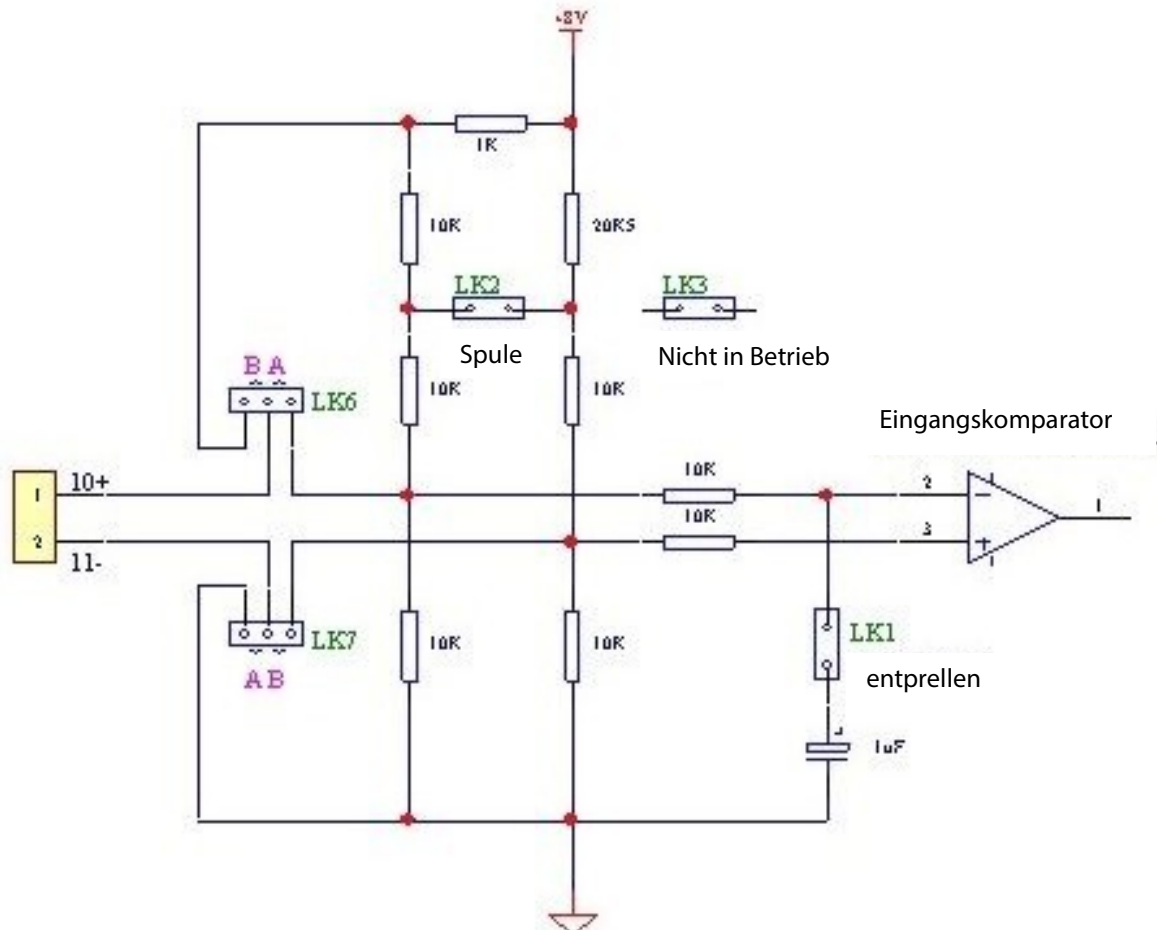 +8V
1K
10K
20K5
LK2
LK3
Spule
Nicht in Betrieb
B A
LK6
10K
10K
Eingangskomparator
10K
1
10+
2
1
10K
2
11-
3
LK7
A B
10K
10K
LK1
entprellen
1uF